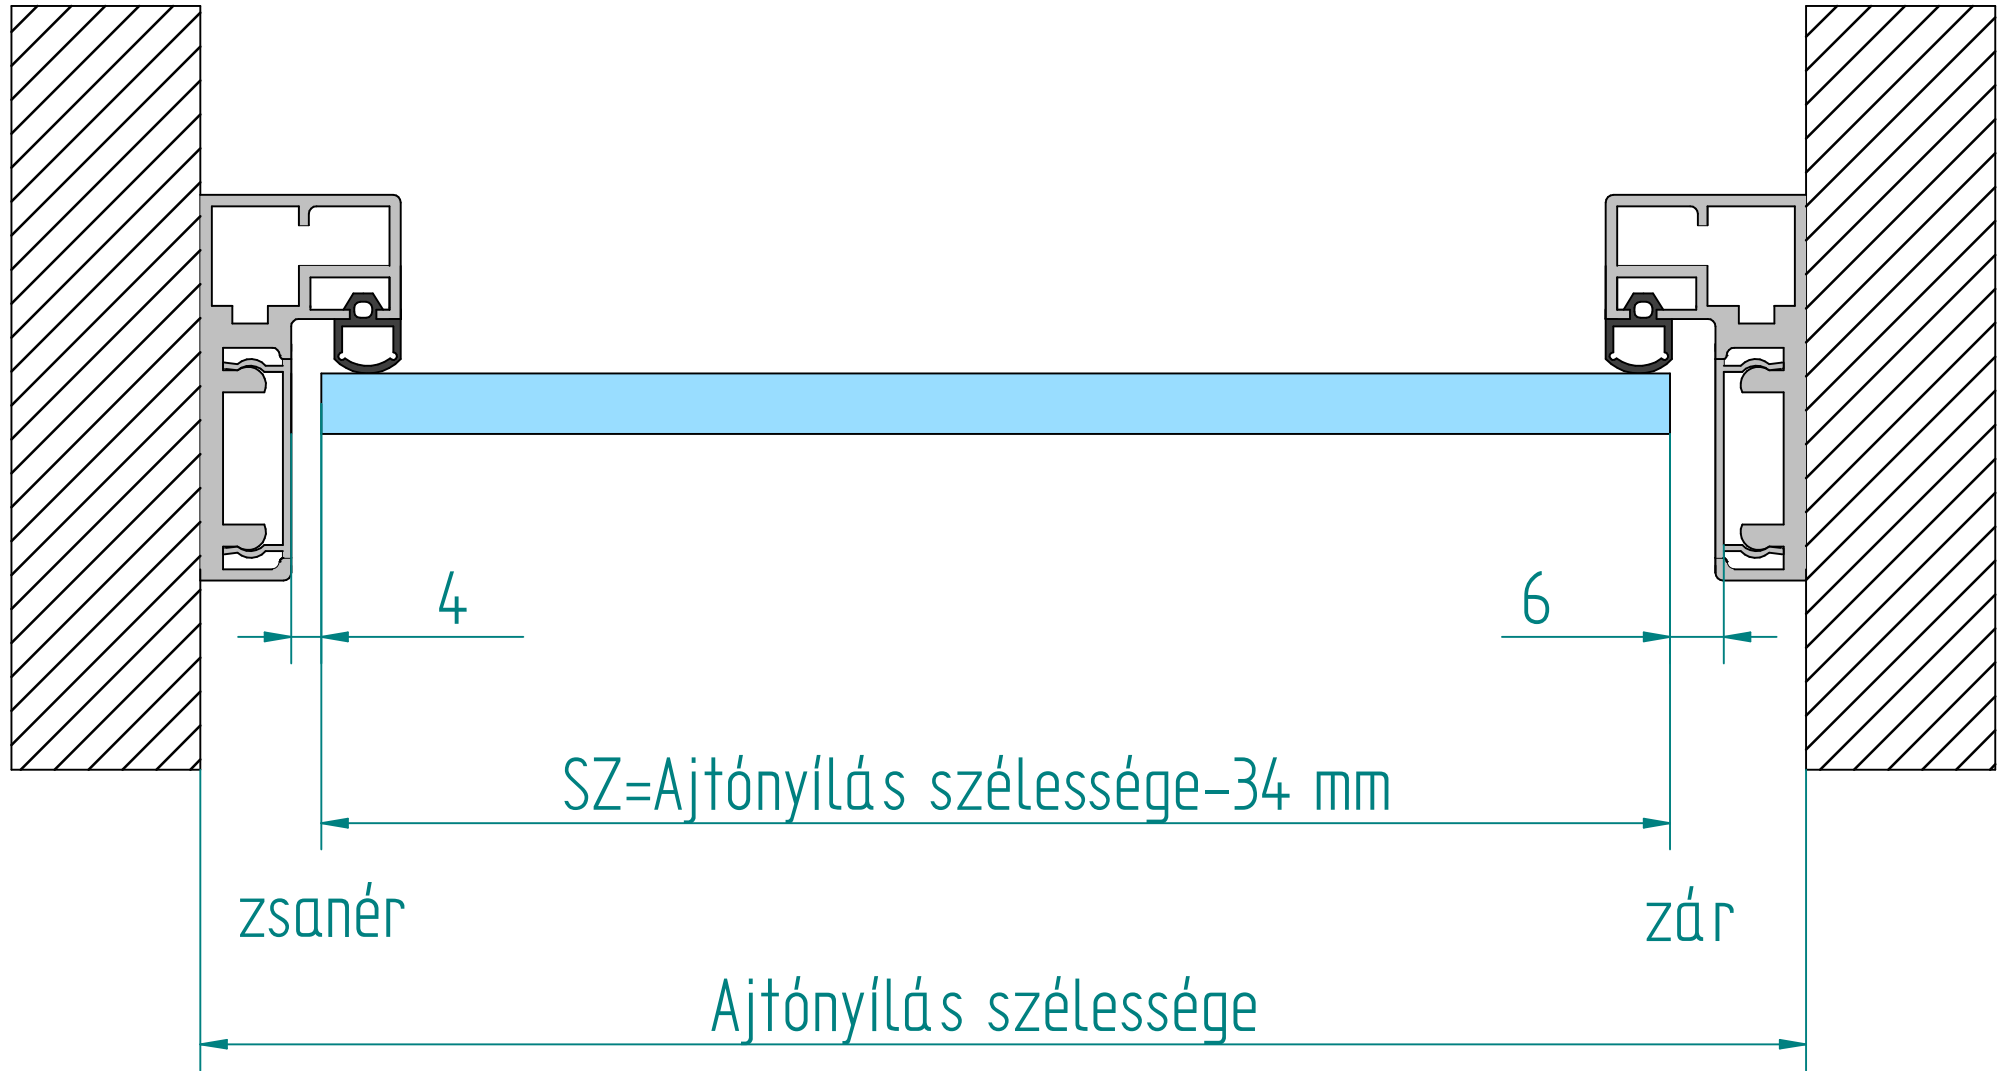 4
6
SZ=Ajtónyílás szélessége-34 mm
zsanér
zár
Ajtónyílás szélessége